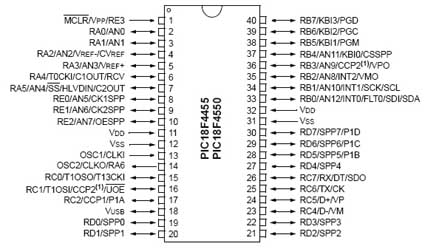 MCLR/VPP/RE3 1 40 RB7/KBI3/PGD
RA0/AN0 2 39 RB6/KBI2/PGC
RA1/AN1 3 38 RB5/KBI1/PGM
RA2/AN2/VREF-/CVREF 4 37 RB4/AN11/KBI0/CSSPP
RA3/AN3/VREF+ 5 36 RB3/AN9/CCP2(1)/VPO
RA4/T0CKI/C1OUT/RCV 6 35 RB2/AN8/INT2/VMO
RA5/AN4/SS/HLVDIN/C2OUT 7 34 RB1/AN10/INT1/SCK/SCL
RE0/AN5/CK1SPP 8 33 RB0/AN12/INT0/FLT0/SDI/SDA
RE1/AN6/CK2SPP 9 32 VDD
RE2/AN7/OESPP 10 31 VSS
VDD 11 30 RD7/SPP7/P1D
VSS 12 29 RD6/SPP6/P1C
OSC1/CLKI 13 28 RD5/SPP5/P1B
OSC2/CLKO/RA6 14 27 RD4/SPP4
RC0/T1OSO/T13CKI 15 26 RC7/RX/DT/SDO
RC1/T1OSI/CCP2(1)/UOE 16 25 RC6/TX/CK
RC2/CCP1/P1A 17 24 RC5/D+/VP
VUSB 18 23 RC4/D-/VM
RD0/SPP0 19 22 RD3/SPP3
RD1/SPP1 20 21 RD2/SPP2
PIC18F4455
PIC18F4550